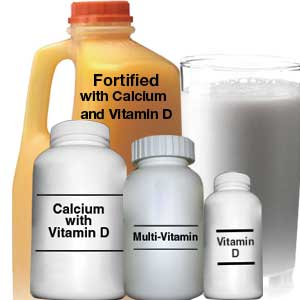 Fortified
with Calcium
and Vitamin D
Calcium
with
Vitamin D
Multi-Vitamin
Vitamin
D